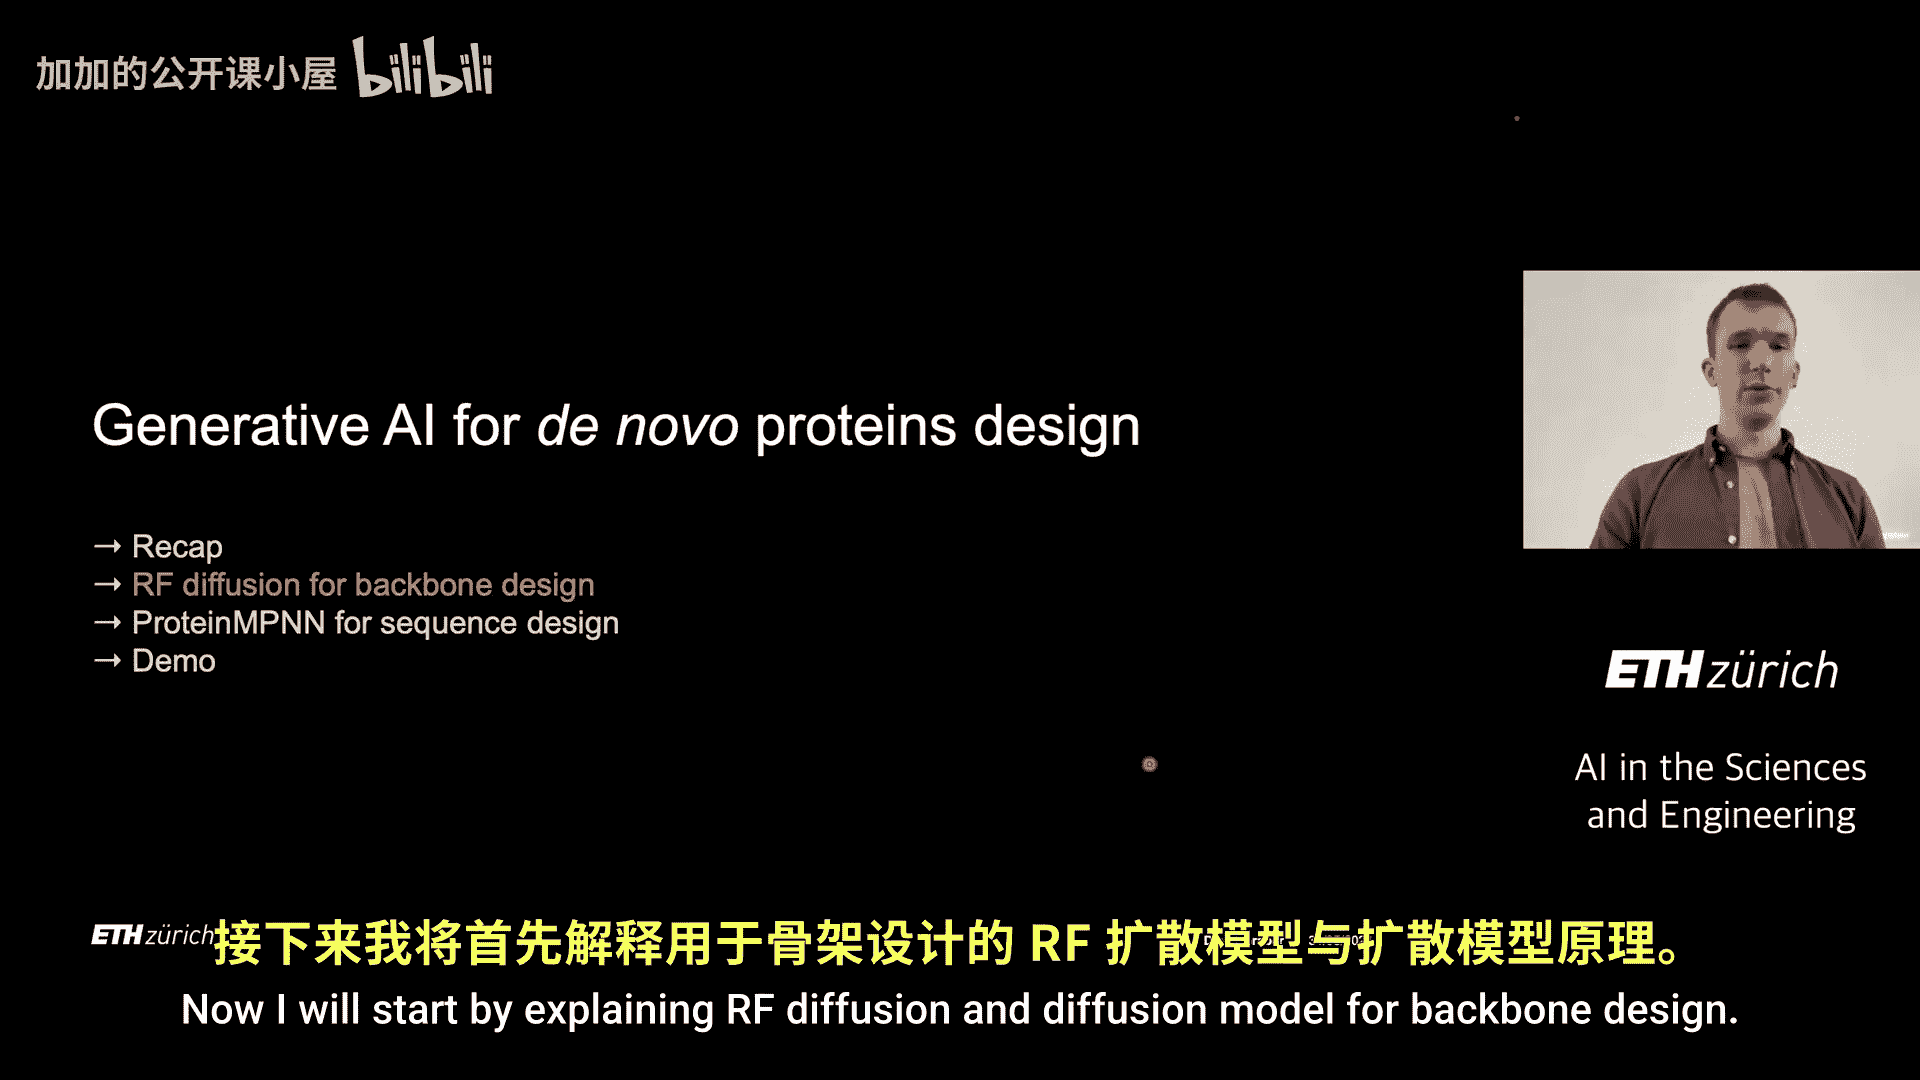 加加的公开课小屋 bilibili
Generative AI for de novo proteins design
→ Recap
→ RF diffusion for backbone design
→ ProteinMPNN for sequence design
→ Demo
ETH zürich
AI in the Sciences
and Engineering
ETH zürich
接下来我将首先解释用于骨架设计的 RF 扩散模型与扩散模型原理。
Now I will start by explaining RF diffusion and diffusion model for backbone design.